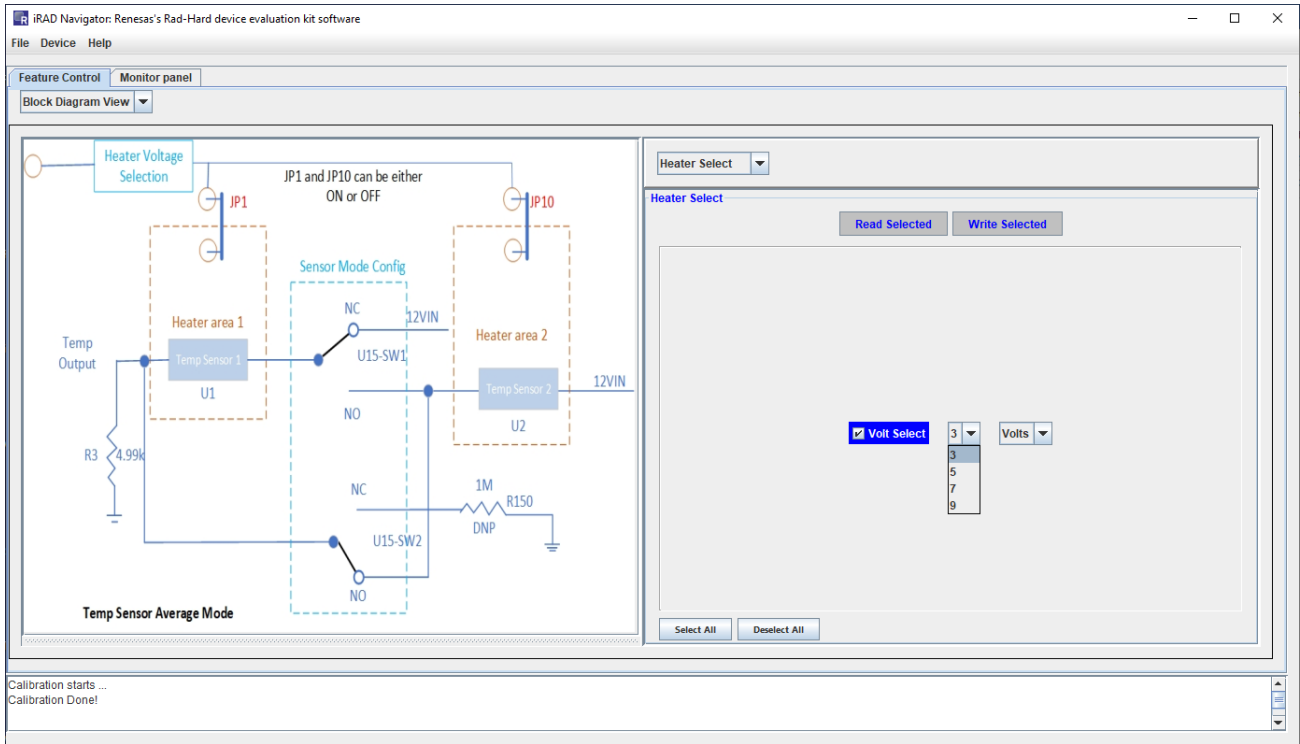 iRAD Navigator: Renesas's Rad-Hard device evaluation kit software
File Device Help
Feature Control Monitor panel
Block Diagram View
Heater Voltage
Selection
JP1 and JP10 can be either
ON or OFF
JP1
JP10
Sensor Mode Config
NC
12VIN
Heater area 1
Heater area 2
Temp
Output
Temp Sensor 1
U15-SW1
Temp Sensor 2
12VIN
U1
NO
U2
R3
4.99k
NC
1M
R150
DNP
U15-SW2
NO
Temp Sensor Average Mode
Heater Select
Heater Select
Read Selected Write Selected
Volt Select 3 Volts
3
5
7
9
Select All Deselect All
Calibration starts ...
Calibration Done!